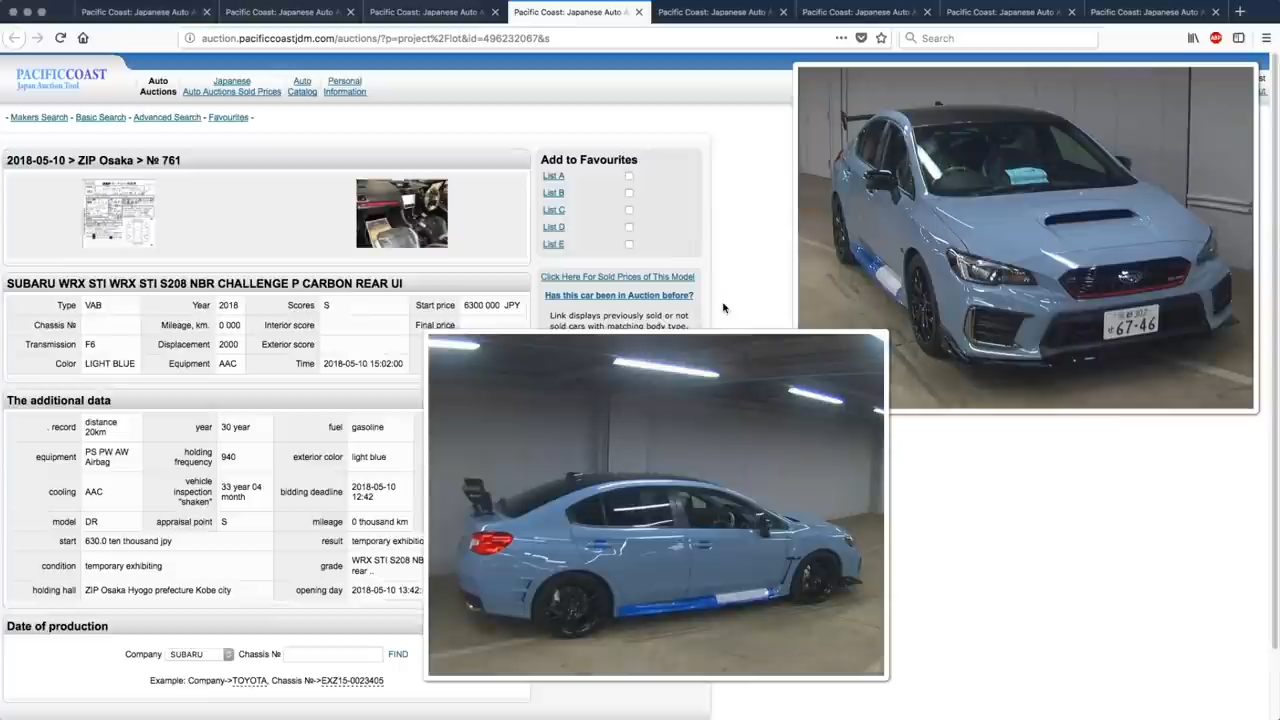 Pacific Coast: Japanese Auto A
Pacific Coast: Japanese Auto A
Pacific Coast: Japanese Auto A
Pacific Coast: Japanese Auto A
Pacific Coast: Japanese Auto A
Pacific Coast: Japanese Auto A
Pacific Coast: Japanese Auto A
Pacific Coast: Japanese Auto A
auction.pacificcoastjdm.com/auctions/?p=project%2Flot&id=496232067&s
Search
ABP
PACIFICCOAST
Japan Auction Tool
Auto Auctions
Japanese Auto Auctions Sold Prices
Auto Catalog
Personal Information
- Makers Search - Basic Search - Advanced Search - Favourites -
2018-05-10 > ZIP Osaka > № 761
Add to Favourites
List A
List B
List C
List D
List E
Click Here For Sold Prices of This Model
Has this car been in Auction before?
Link displays previously sold or not
sold cars with matching body type.
SUBARU WRX STI WRX STI S208 NBR CHALLENGE P CARBON REAR UI
Type VAB Year 2018 Scores S Start price 6300 000 JPY
Chassis № Mileage, km. 0 000 Interior score Final price
Transmission F6 Displacement 2000 Exterior score
Color LIGHT BLUE Equipment AAC Time 2018-05-10 15:02:00
The additional data
. record distance 20km year 30 year fuel gasoline
equipment PS PW AW Airbag holding frequency 940 exterior color light blue
cooling AAC vehicle inspection "shaken" 33 year 04 month bidding deadline 2018-05-10 12:42
model DR appraisal point S mileage 0 thousand km
start 630.0 ten thousand jpy result temporary exhibitio
condition temporary exhibiting grade WRX STI S208 NB rear ..
holding hall ZIP Osaka Hyogo prefecture Kobe city opening day 2018-05-10 13:42:
Date of production
Company SUBARU Chassis № FIND
Example: Company->TOYOTA, Chassis №->EXZ15-0023405
67-46